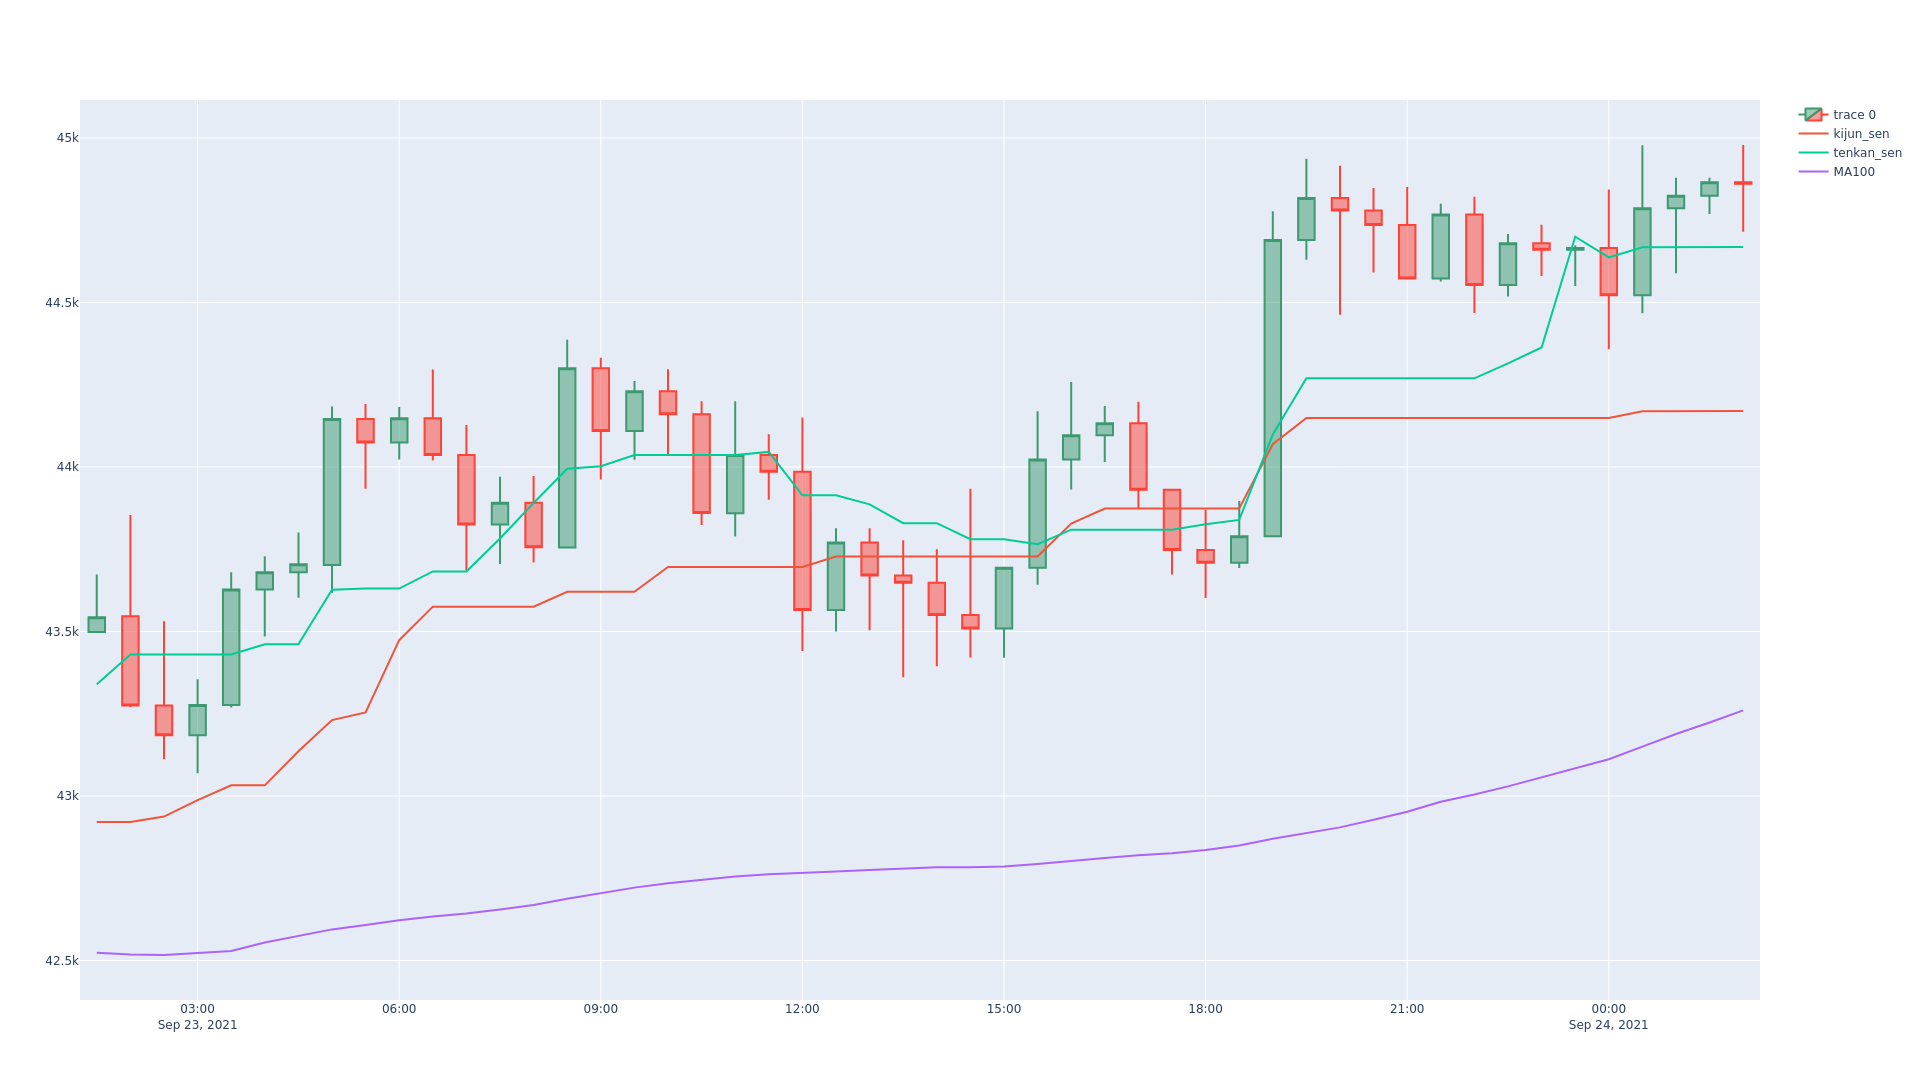 trace 0
kijun_sen
tenkan_sen
MA100
45k
44.5k
44k
43.5k
43k
42.5k
03:00 06:00 09:00 12:00 15:00 18:00 21:00 00:00
Sep 23, 2021 Sep 24, 2021